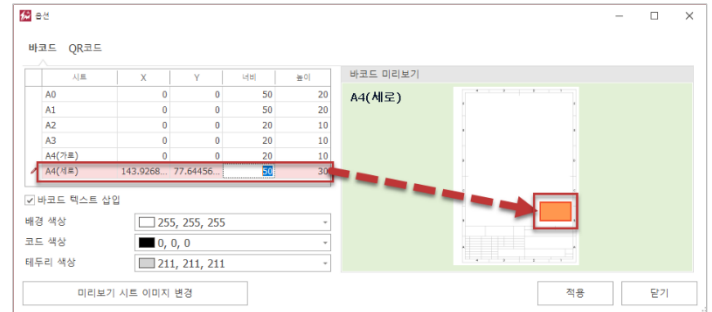 옵션
바코드 QR코드
시트 X Y 너비 높이
A0 0 0 50 20
A1 0 0 50 20
A2 0 0 20 10
A3 0 0 20 10
A4(가로) 0 0 20 10
A4(세로) 143.9268... 77.64456... 50 30
바코드 텍스트 삽입
배경 색상 255, 255, 255
코드 색상 0, 0, 0
테두리 색상 211, 211, 211
미리보기 시트 이미지 변경
바코드 미리보기
A4(세로)
적용 닫기